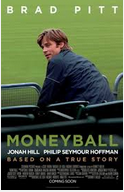 BRAD PITT
JONAH HILL PHILIP SEYMOUR HOFFMAN
MONEYBALL
BASED ON A TRUE STORY
COMING SOON